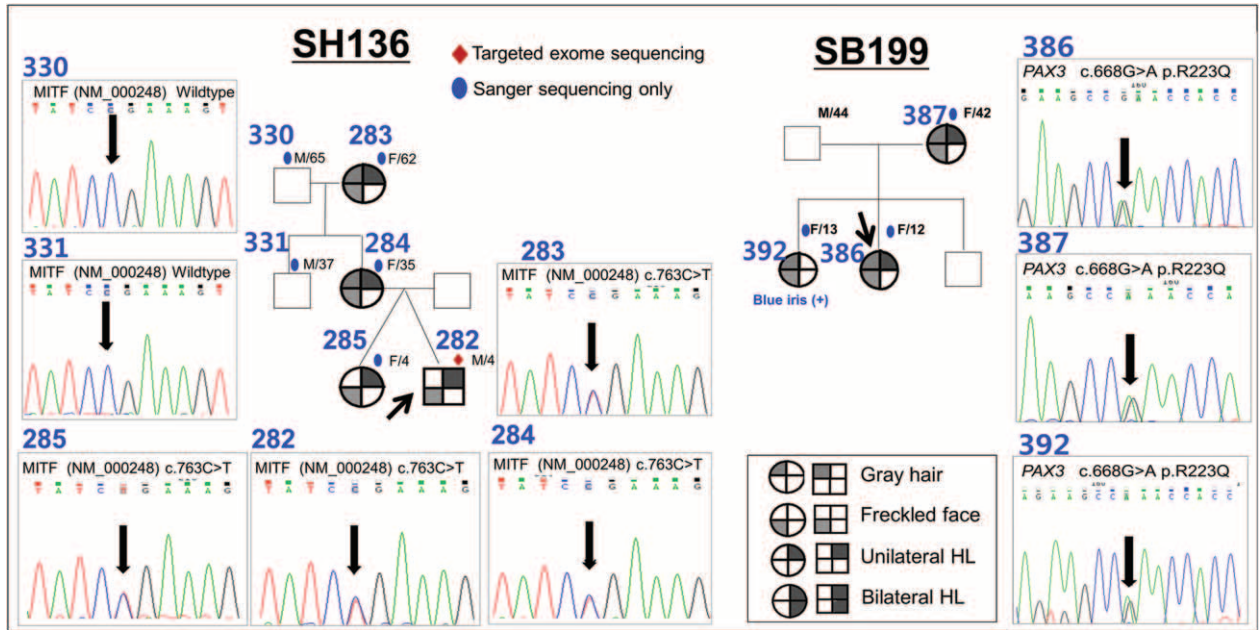 SH136
Targeted exome sequencing
Sanger sequencing only
SB199
330
MITF (NM_000248) Wildtype
T A T C G G A A A G T
331
MITF (NM_000248) Wildtype
T A T C G G A A A G T
330
M/65
283
F/62
331
M/37
284
F/35
285
F/4
282
M/4
283
MITF (NM_000248) c.763C>T
T A T C G G A A A G
285
MITF (NM_000248) c.763C>T
282
MITF (NM_000248) c.763C>T
284
MITF (NM_000248) c.763C>T
M/44
387
F/42
392
F/13
Blue iris (+)
386
F/12
Gray hair
Freckled face
Unilateral HL
Bilateral HL
386
PAX3 c.668G>A p.R223Q
G A A G C C G A A C C A C C
387
PAX3 c.668G>A p.R223Q
392
PAX3 c.668G>A p.R223Q